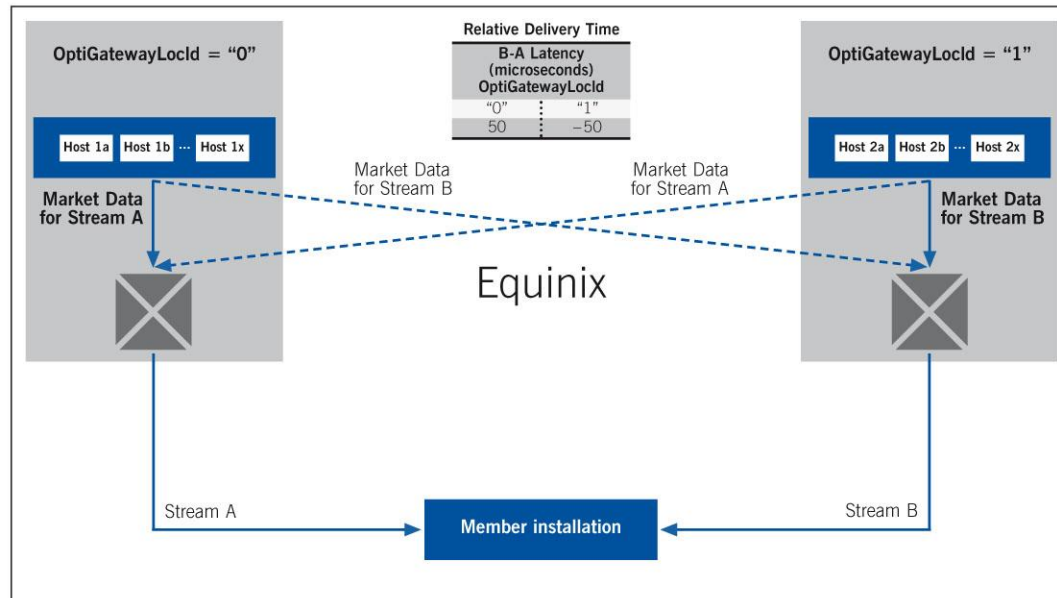 OptiGatewayLocId = “0”
Relative Delivery Time
B-A Latency
(microseconds)
OptiGatewayLocId
“0” “1”
50 –50
OptiGatewayLocId = “1”
Host 1a Host 1b ... Host 1x
Host 2a Host 2b ... Host 2x
Market Data
for Stream A
Market Data
for Stream B
Market Data
for Stream A
Market Data
for Stream B
Equinix
Stream A
Member installation
Stream B